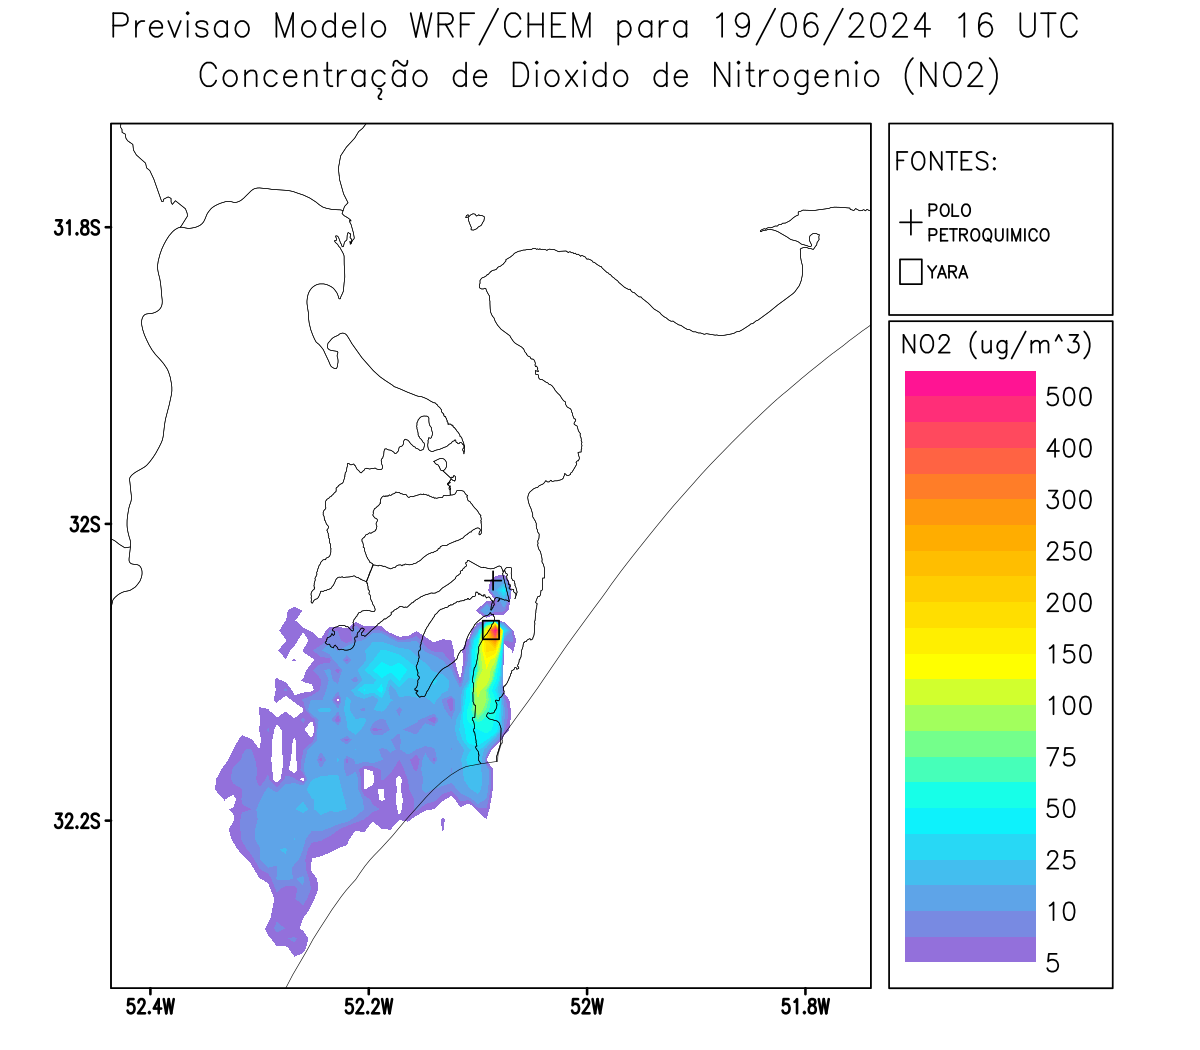 Previsao Modelo WRF/CHEM para 19/06/2024 16 UTC
Concentração de Dioxido de Nitrogenio (NO2)
FONTES:
POLO
PETROQUIMICO
YARA
31.8S
32S
32.2S
52.4W
52.2W
52W
51.8W
NO2 (ug/m^3)
500
400
300
250
200
150
100
75
50
25
10
5